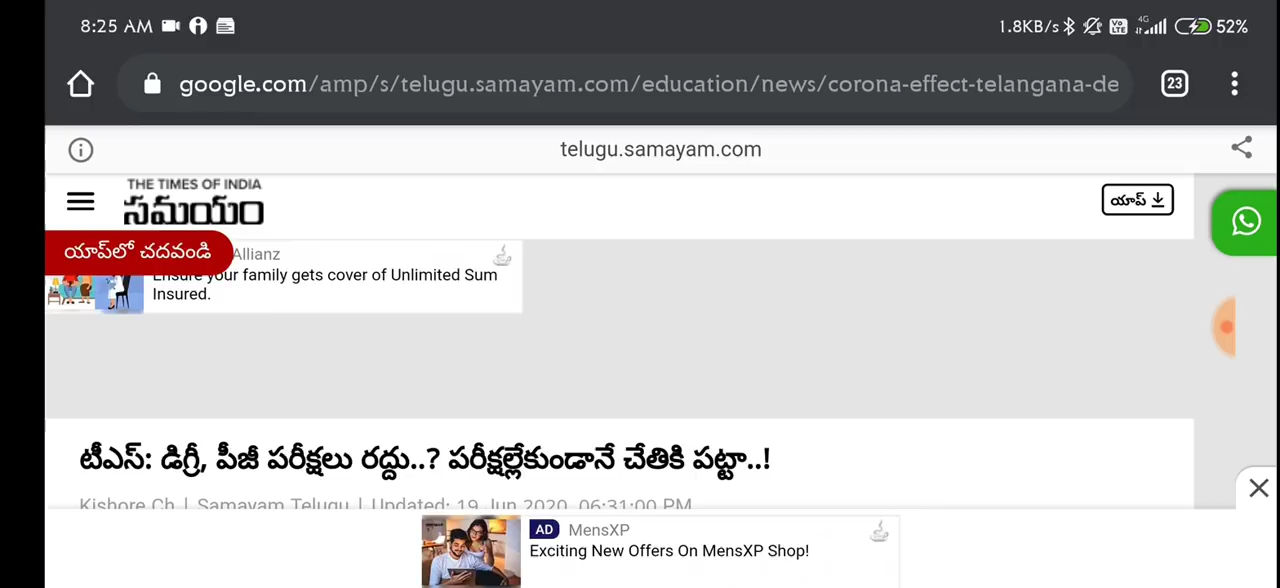 8:25 AM 1.8KB/s Vo LTE 4G 52%
google.com/amp/s/telugu.samayam.com/education/news/corona-effect-telangana-de 23
telugu.samayam.com
THE TIMES OF INDIA
సమయం
యాప్
యాప్‌లో చదవండి
Allianz
Ensure your family gets cover of Unlimited Sum
Insured.
టీఎస్: డిగ్రీ, పీజీ పరీక్షలు రద్దు..? పరీక్షల్లేకుండానే చేతికి పట్టా..!
Kishore Ch | Samayam Telugu | Updated: 19 Jun 2020, 06:31:00 PM
AD MensXP
Exciting New Offers On MensXP Shop!